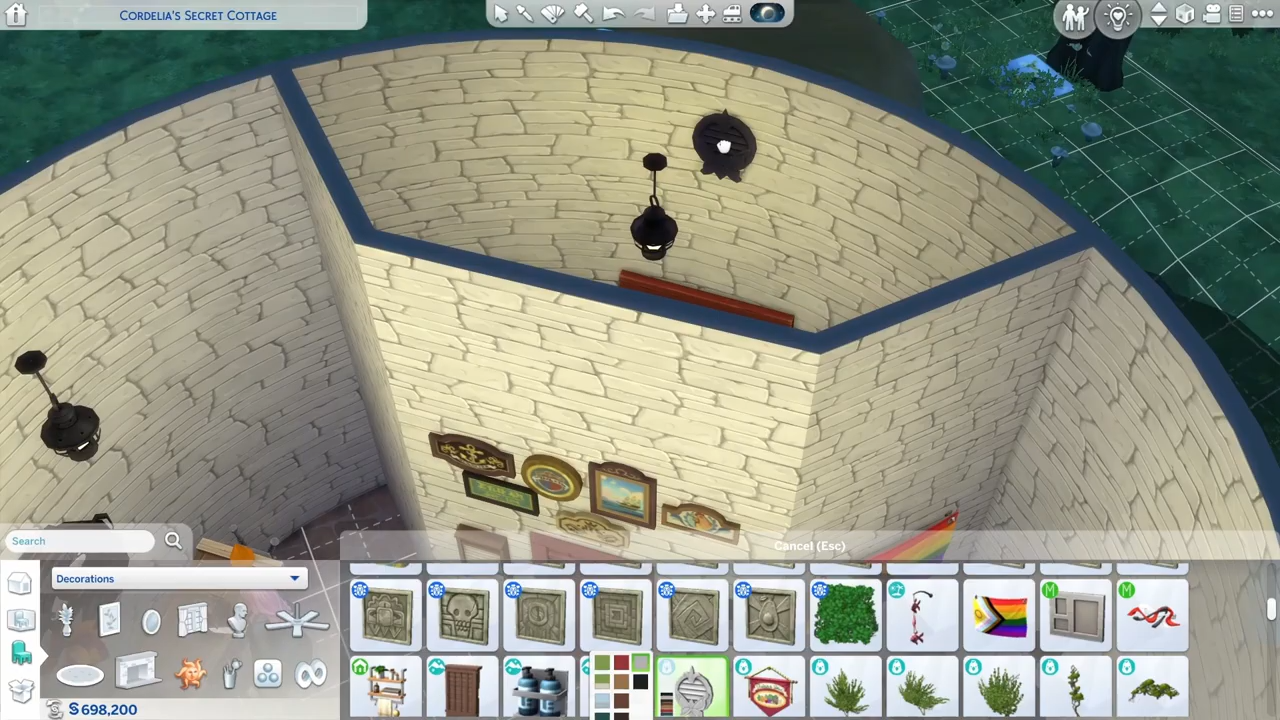 CORDELIA'S SECRET COTTAGE
Cancel (Esc)
Search
Decorations
M
M
S 698,200